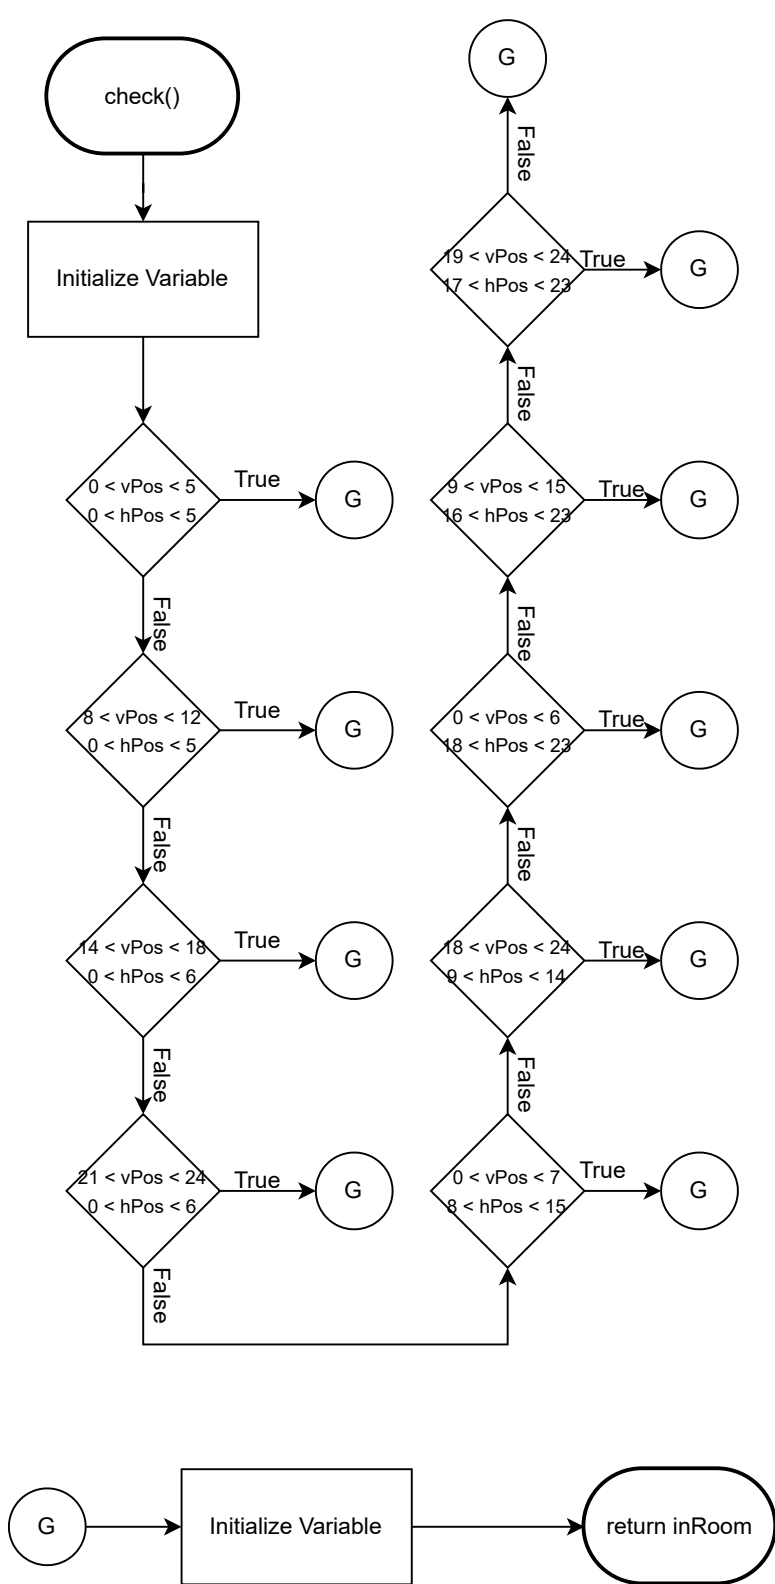 check()
Initialize Variable
0 < vPos < 5
0 < hPos < 5
True
G
False
8 < vPos < 12
0 < hPos < 5
True
G
False
14 < vPos < 18
0 < hPos < 6
True
G
False
21 < vPos < 24
0 < hPos < 6
True
G
False
0 < vPos < 7
8 < hPos < 15
True
G
False
18 < vPos < 24
9 < hPos < 14
True
G
False
0 < vPos < 6
18 < hPos < 23
True
G
False
9 < vPos < 15
16 < hPos < 23
True
G
False
19 < vPos < 24
17 < hPos < 23
True
G
False
G
G
Initialize Variable
return inRoom